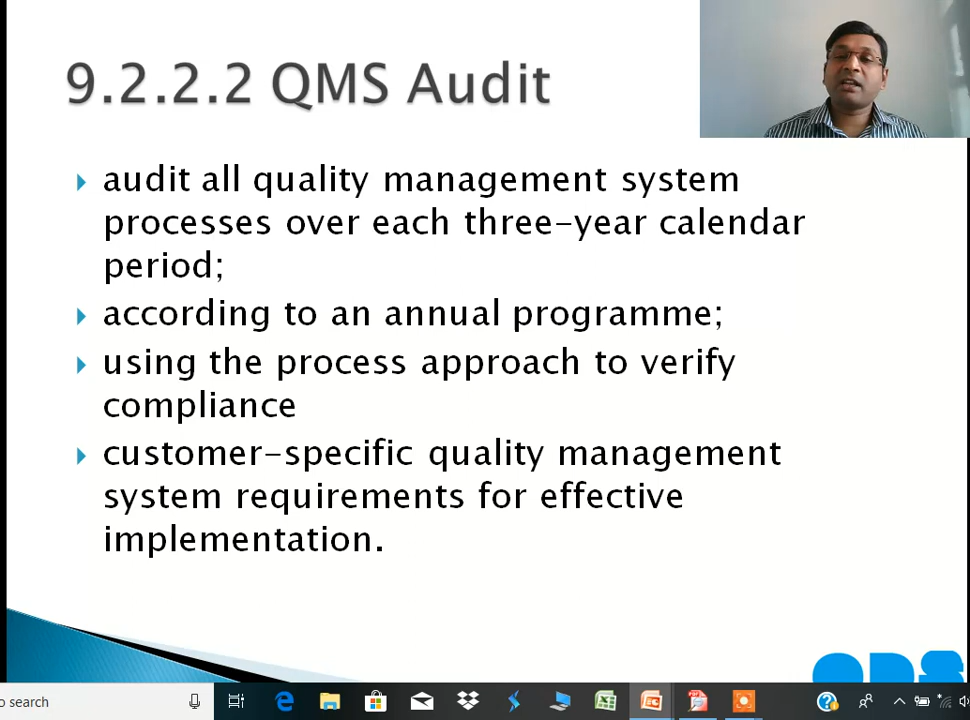 9.2.2.2 QMS Audit
audit all quality management system
processes over each three-year calendar
period;
according to an annual programme;
using the process approach to verify
compliance
customer-specific quality management
system requirements for effective
implementation.
o search